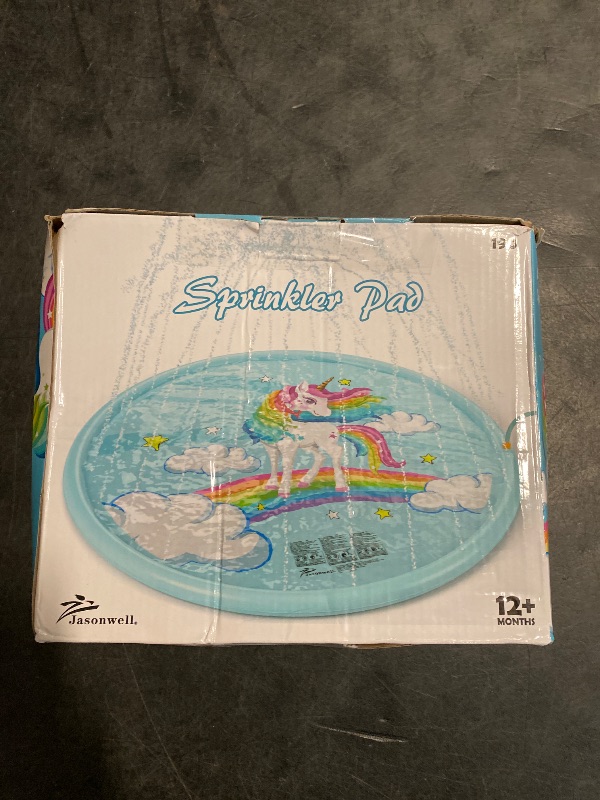 Sprinkler Pad
Jasonwell®
12+
MONTHS